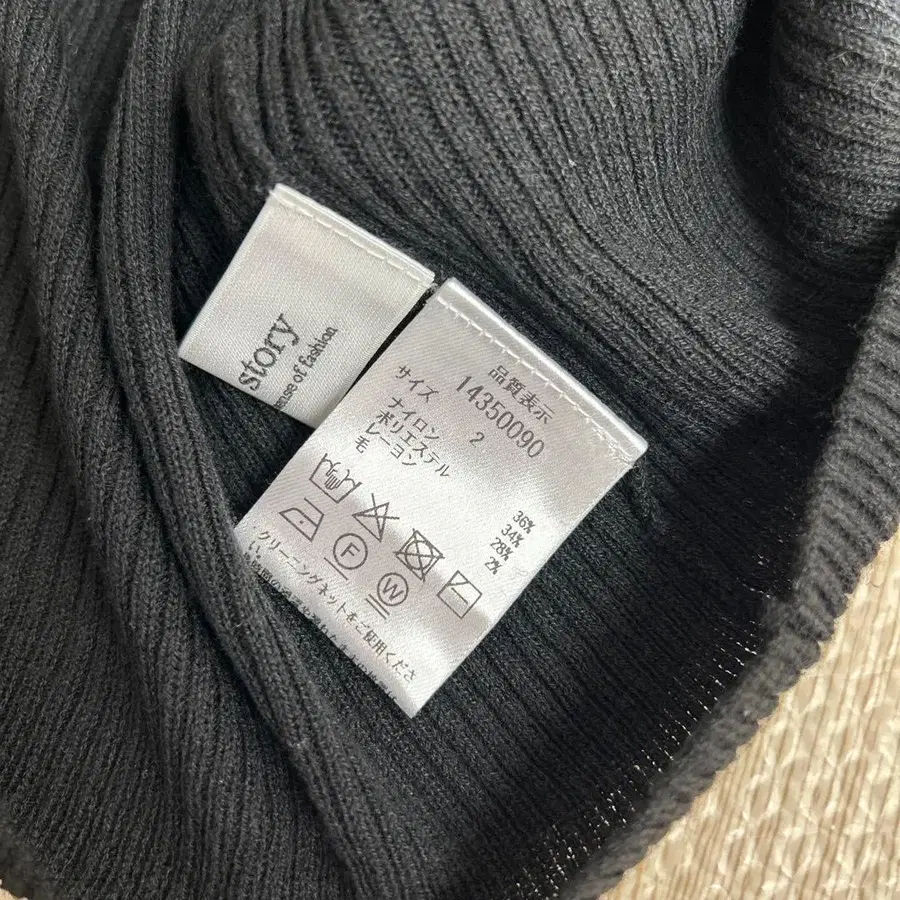 story
use of fashion
品質表示
14350090
サイズ 2
ナイロン 36%
ポリエステル 34%
レーヨン 28%
毛 2%
F
W
クリーニングネットをご使用くださ
い。